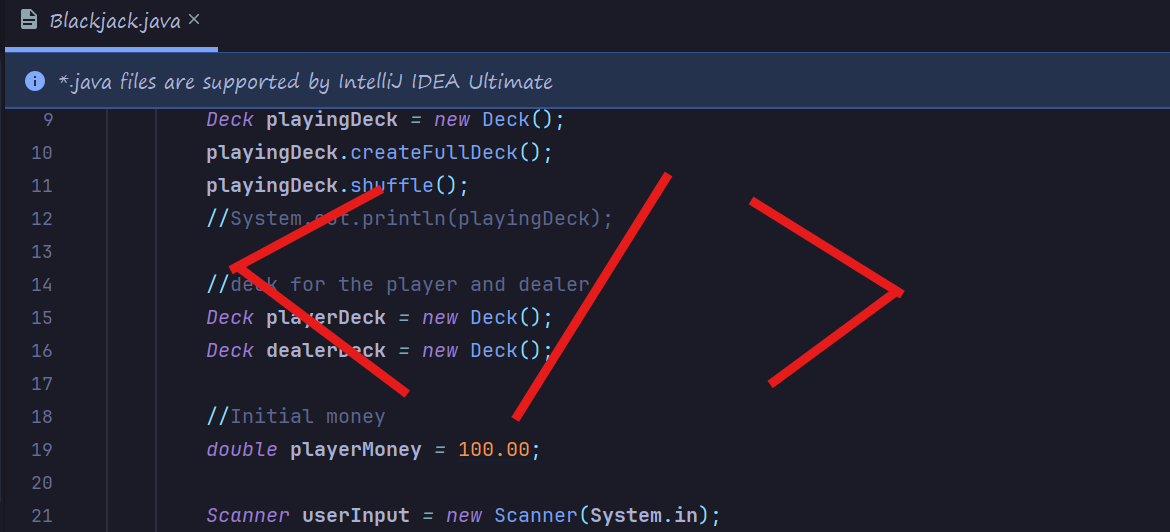 Blackjack.java ×
*.java files are supported by IntelliJ IDEA Ultimate
9 Deck playingDeck = new Deck();
10 playingDeck.createFullDeck();
11 playingDeck.shuffle();
12 //System.out.println(playingDeck);
13
14 //deck for the player and dealer
15 Deck playerDeck = new Deck();
16 Deck dealerDeck = new Deck();
17
18 //Initial money
19 double playerMoney = 100.00;
20
21 Scanner userInput = new Scanner(System.in);